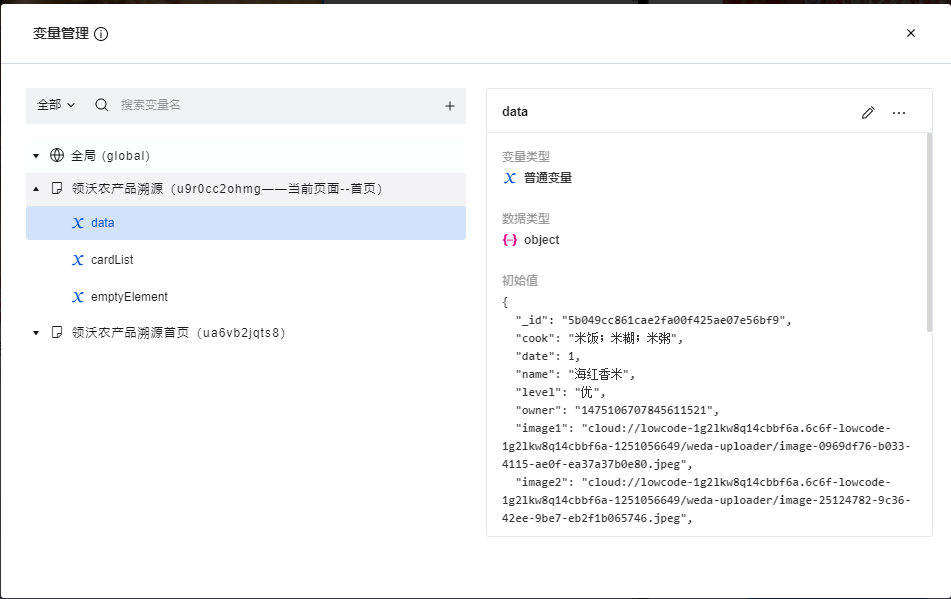 变量管理
全部 搜索变量名
全局 (global)
领沃农产品溯源（u9r0cc2ohmg——当前页面--首页）
data
cardList
emptyElement
领沃农产品溯源首页（ua6vb2jqts8）
data
变量类型
普通变量
数据类型
object
初始值
{
"_id": "5b049cc861cae2fa00f425ae07e56bf9",
"cook": "米饭；米糊；米粥",
"date": 1,
"name": "海红香米",
"level": "优",
"owner": "1475106707845611521",
"image1": "cloud://lowcode-1g2lkw8q14cbbf6a.6c6f-lowcode-
1g2lkw8q14cbbf6a-1251056649/weda-uploader/image-0969df76-b033-
4115-ae0f-ea37a37b0e80.jpeg",
"image2": "cloud://lowcode-1g2lkw8q14cbbf6a.6c6f-lowcode-
1g2lkw8q14cbbf6a-1251056649/weda-uploader/image-25124782-9c36-
42ee-9be7-eb2f1b065746.jpeg",